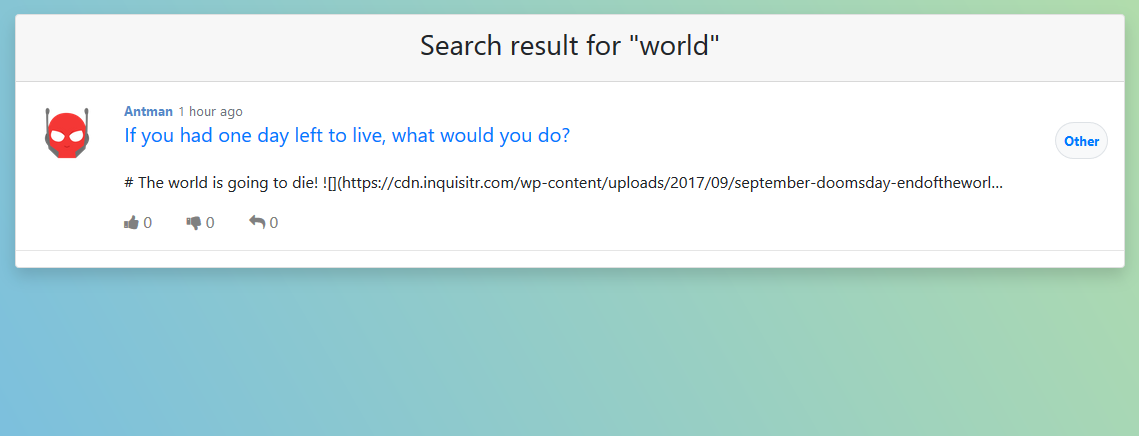 Search result for "world"
Antman 1 hour ago
If you had one day left to live, what would you do?
Other
# The world is going to die! ![](https://cdn.inquisitr.com/wp-content/uploads/2017/09/september-doomsday-endoftheworl...
0 0 0